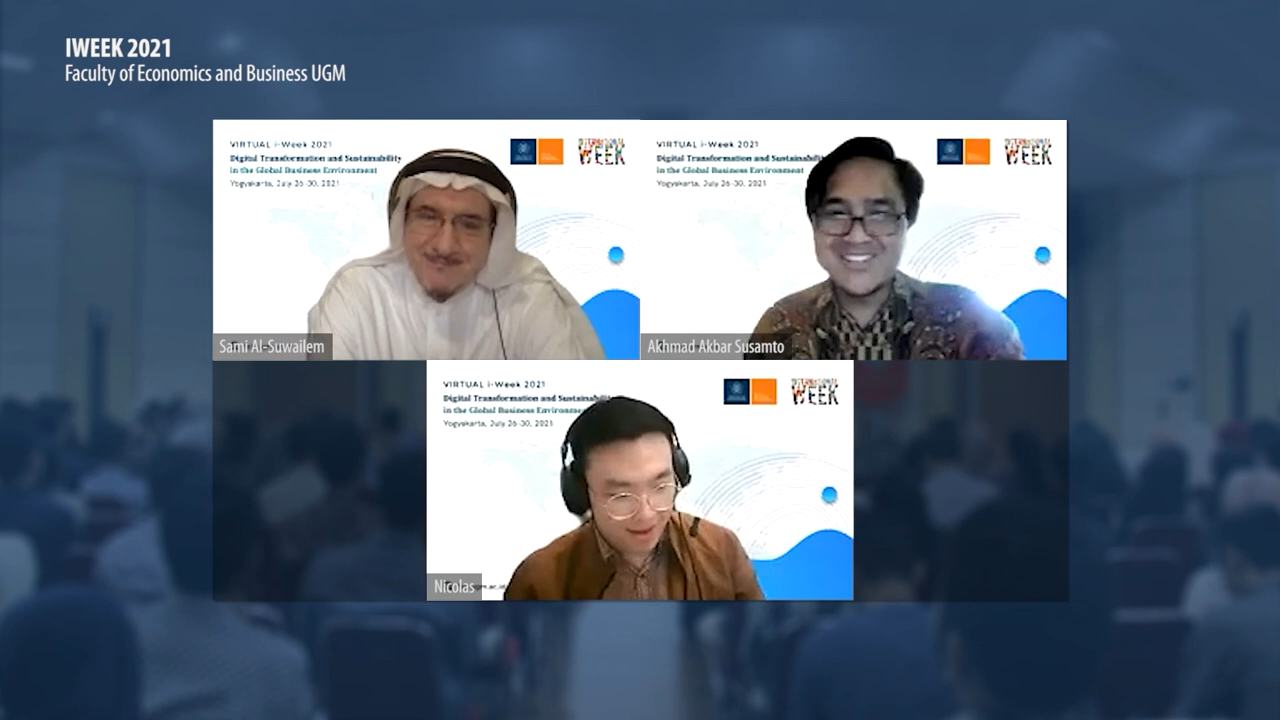 IWEEK 2021
Faculty of Economics and Business UGM
VIRTUAL i-Week 2021
Digital Transformation and Sustainability
in the Global Business Environment
Yogyakarta, July 26-30, 2021
INTERNATIONAL
WEEK
Sami Al-Suwailem
VIRTUAL i-Week 2021
Digital Transformation and Sustainability
in the Global Business Environment
Yogyakarta, July 26-30, 2021
INTERNATIONAL
WEEK
Akhmad Akbar Susamto
VIRTUAL i-Week 2021
Digital Transformation and Sustainability
in the Global Business Environment
Yogyakarta, July 26-30, 2021
INTERNATIONAL
WEEK
Nicolas